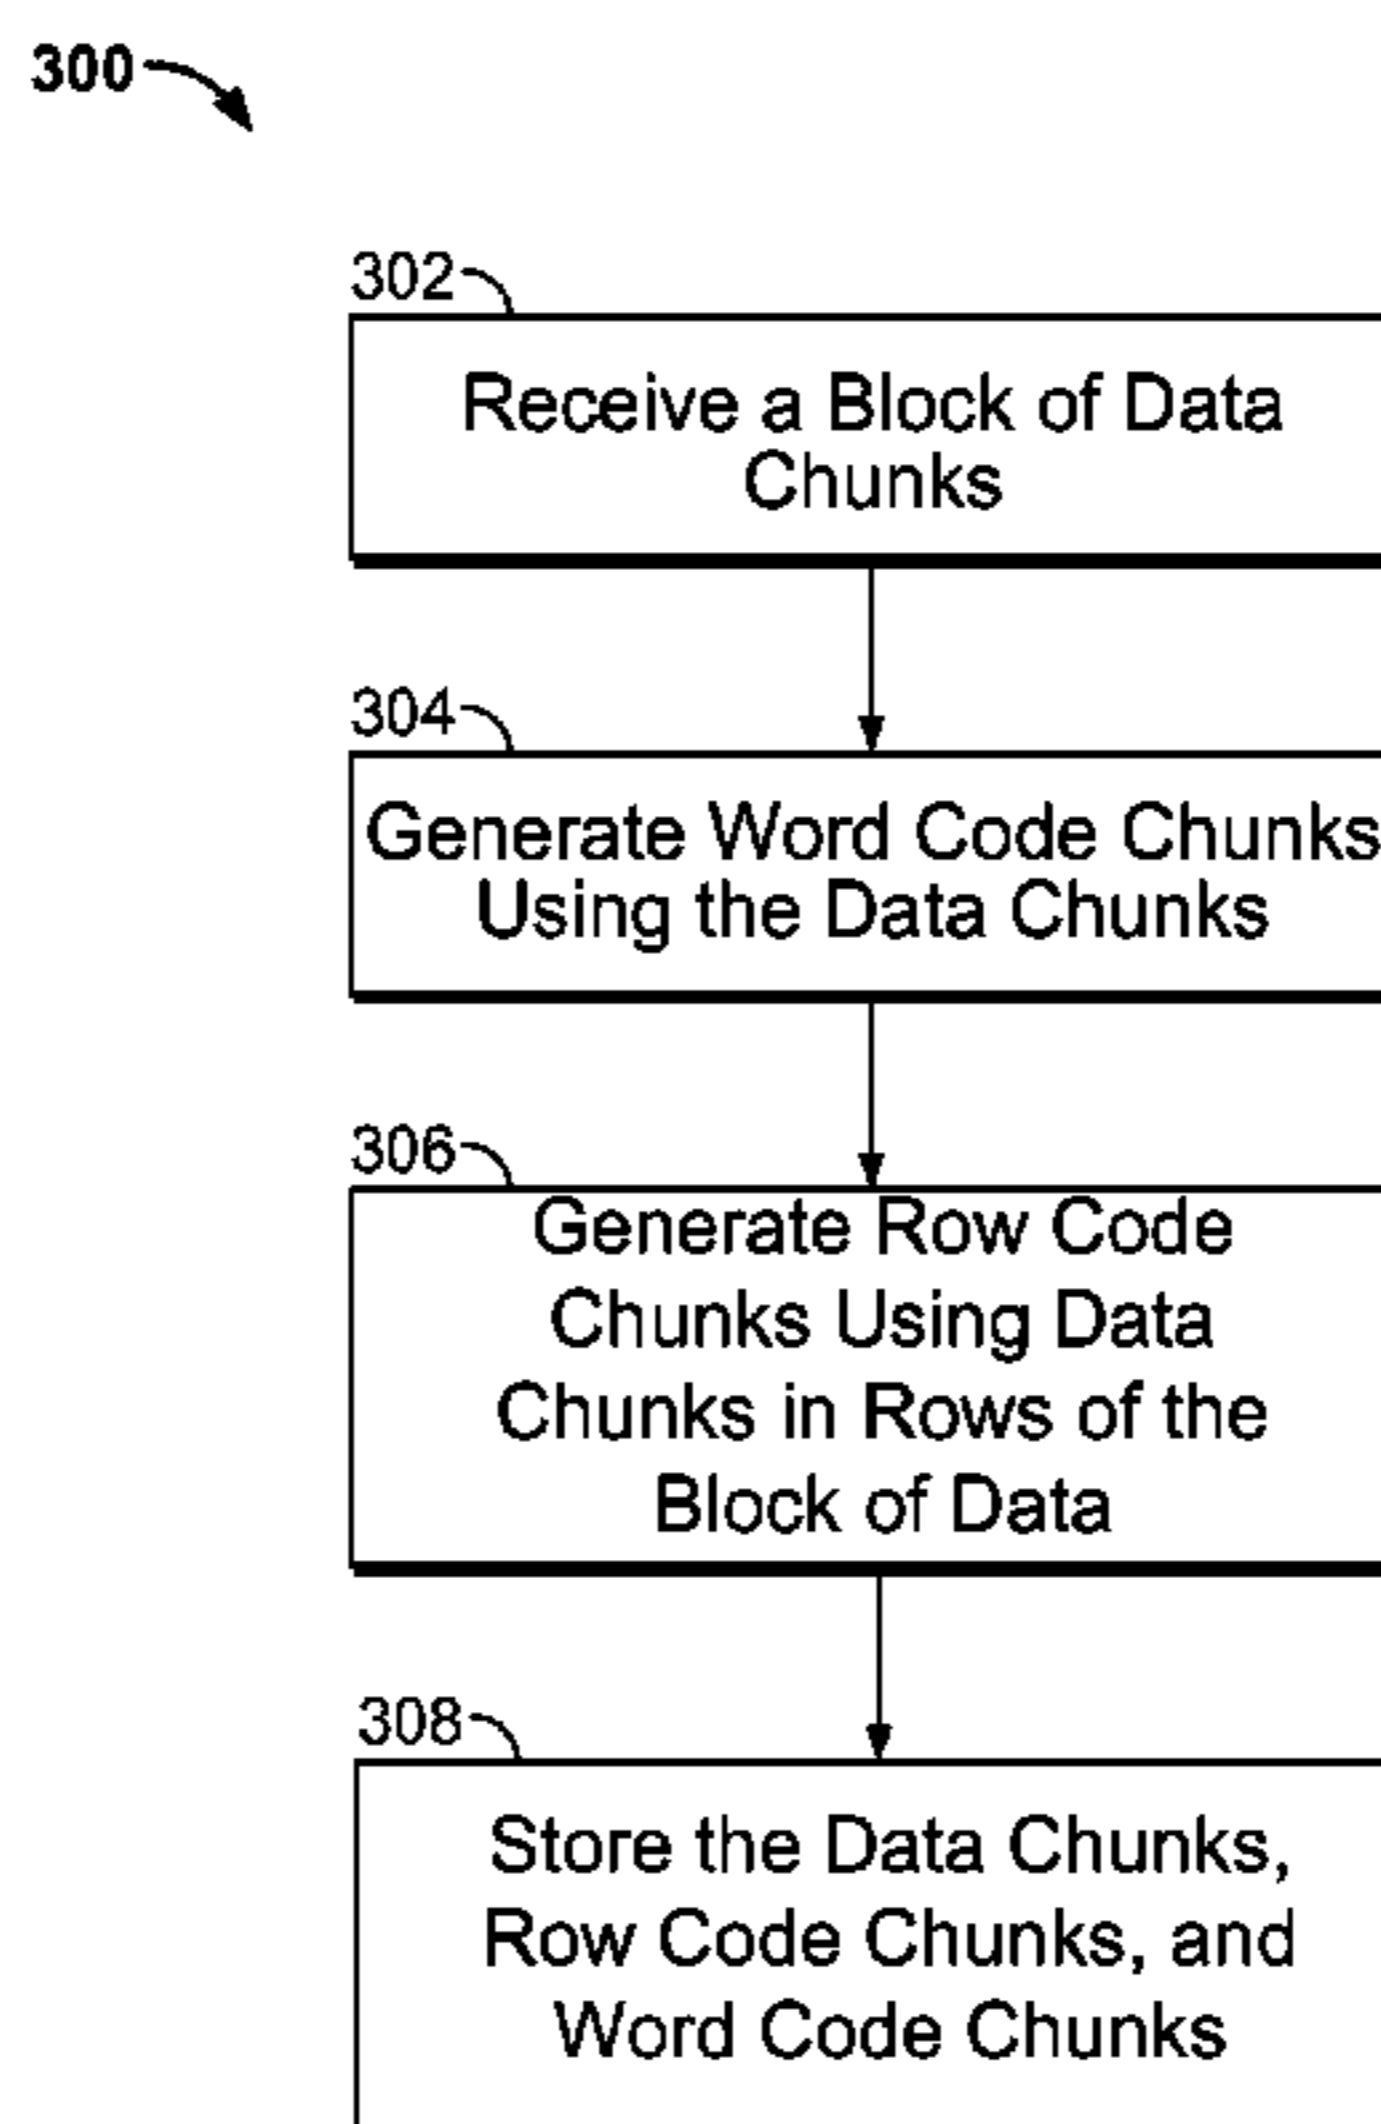 300
302
Receive a Block of Data
Chunks
304
Generate Word Code Chunks
Using the Data Chunks
306
Generate Row Code
Chunks Using Data
Chunks in Rows of the
Block of Data
308
Store the Data Chunks,
Row Code Chunks, and
Word Code Chunks